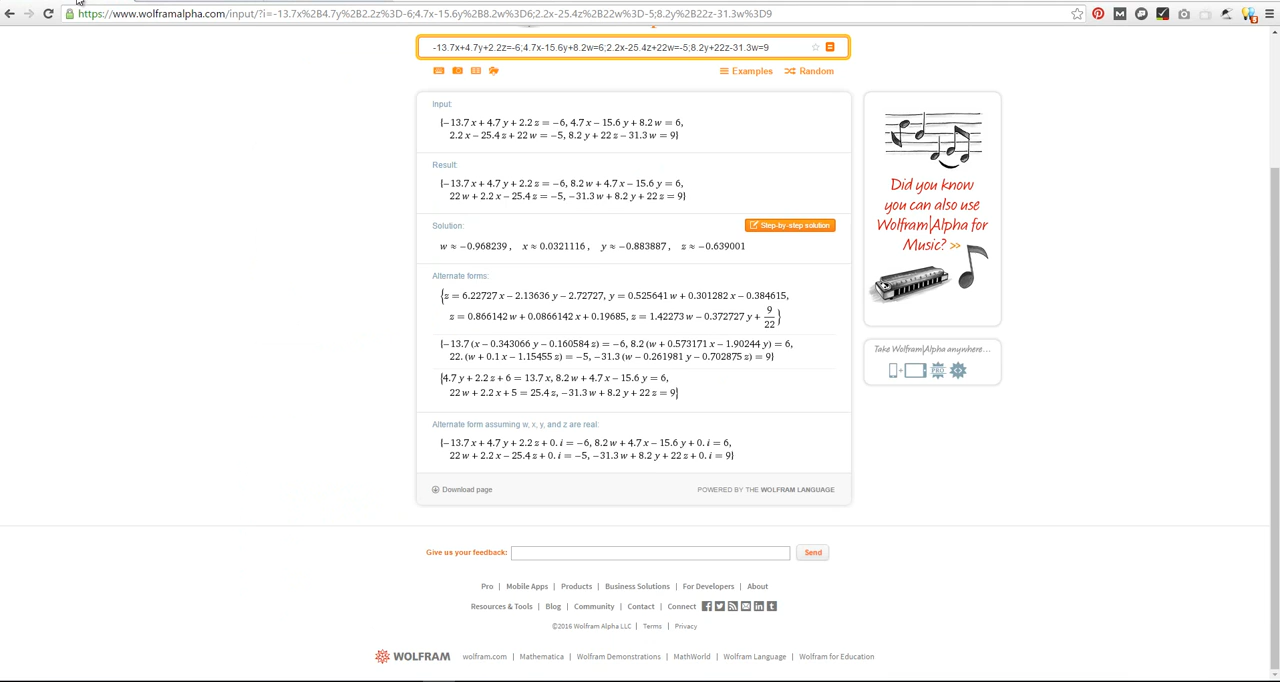 https://www.wolframalpha.com/input/?i=-13.7x%2B4.7y%2B2.2z%3D-6;4.7x-15.6y%2B8.2w%3D6;2.2x-25.4z%2B22w%3D-5;8.2y%2B22z-31.3w%3D9
-13.7x+4.7y+2.2z=-6;4.7x-15.6y+8.2w=6;2.2x-25.4z+22w=-5;8.2y+22z-31.3w=9
Examples Random
Input:
{-13.7 x + 4.7 y + 2.2 z = -6, 4.7 x - 15.6 y + 8.2 w = 6,
2.2 x - 25.4 z + 22 w = -5, 8.2 y + 22 z - 31.3 w = 9}
Result:
{-13.7 x + 4.7 y + 2.2 z = -6, 8.2 w + 4.7 x - 15.6 y = 6,
22 w + 2.2 x - 25.4 z = -5, -31.3 w + 8.2 y + 22 z = 9}
Solution:
Step-by-step solution
w ≈ -0.968239, x ≈ 0.0321116, y ≈ -0.883887, z ≈ -0.639001
Alternate forms:
{z = 6.22727 x - 2.13636 y - 2.72727, y = 0.525641 w + 0.301282 x - 0.384615,
z = 0.866142 w + 0.0866142 x + 0.19685, z = 1.42273 w - 0.372727 y + 9/22}
{-13.7 (x - 0.343066 y - 0.160584 z) = -6, 8.2 (w + 0.573171 x - 1.90244 y) = 6,
22. (w + 0.1 x - 1.15455 z) = -5, -31.3 (w - 0.261981 y - 0.702875 z) = 9}
{4.7 y + 2.2 z + 6 = 13.7 x, 8.2 w + 4.7 x - 15.6 y = 6,
22 w + 2.2 x + 5 = 25.4 z, -31.3 w + 8.2 y + 22 z = 9}
Alternate form assuming w, x, y, and z are real:
{-13.7 x + 4.7 y + 2.2 z + 0. i = -6, 8.2 w + 4.7 x - 15.6 y + 0. i = 6,
22 w + 2.2 x - 25.4 z + 0. i = -5, -31.3 w + 8.2 y + 22 z + 0. i = 9}
Download page
POWERED BY THE WOLFRAM LANGUAGE
Did you know
you can also use
Wolfram|Alpha for
Music? >>
Take Wolfram|Alpha anywhere...
PRO
Give us your feedback:
Send
Pro | Mobile Apps | Products | Business Solutions | For Developers | About
Resources & Tools | Blog | Community | Contact | Connect
©2016 Wolfram Alpha LLC | Terms | Privacy
WOLFRAM wolfram.com | Mathematica | Wolfram Demonstrations | MathWorld | Wolfram Language | Wolfram for Education